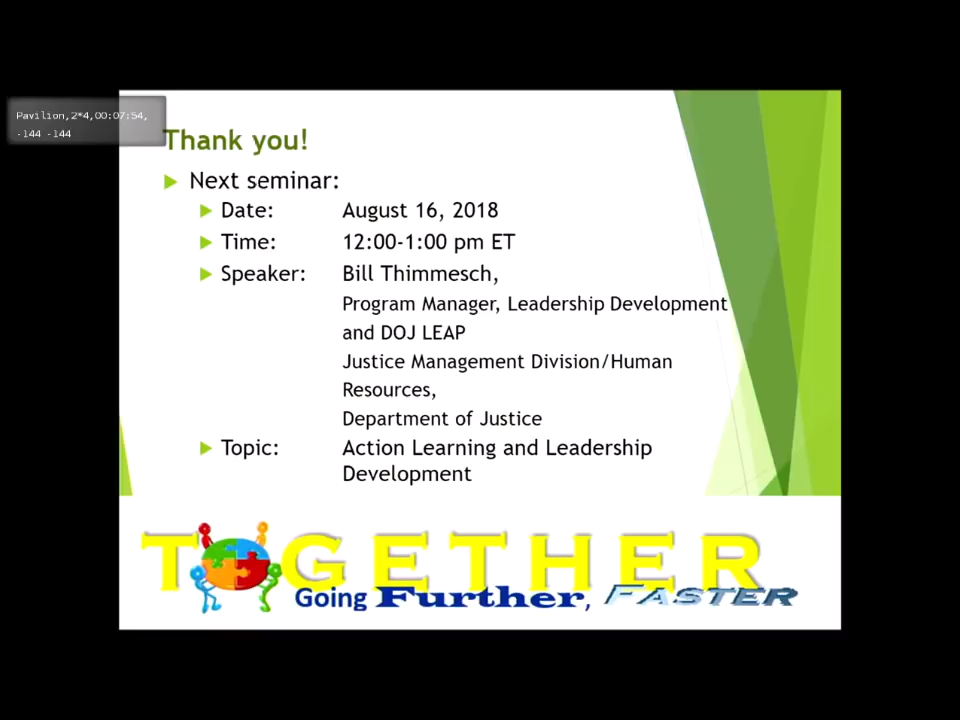 Pavilion,2*4,00:07:54,
-144 -144
Thank you!
Next seminar:
Date: August 16, 2018
Time: 12:00-1:00 pm ET
Speaker: Bill Thimmesch,
Program Manager, Leadership Development
and DOJ LEAP
Justice Management Division/Human
Resources,
Department of Justice
Topic: Action Learning and Leadership
Development
TOGETHER
Going Further, FASTER